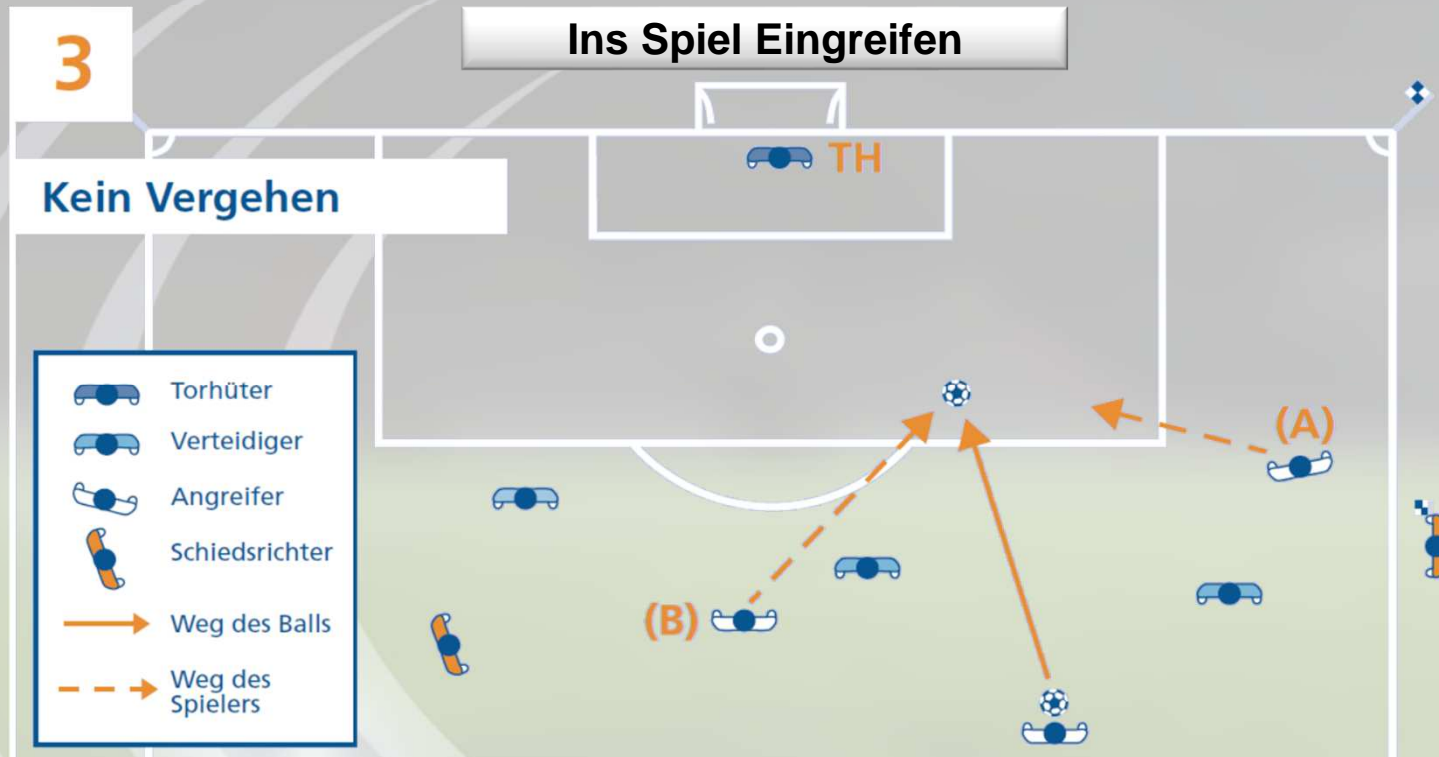 3
Ins Spiel Eingreifen
TH
Kein Vergehen
Torhüter
Verteidiger
Angreifer
Schiedsrichter
Weg des Balls
Weg des
Spielers
(A)
(B)